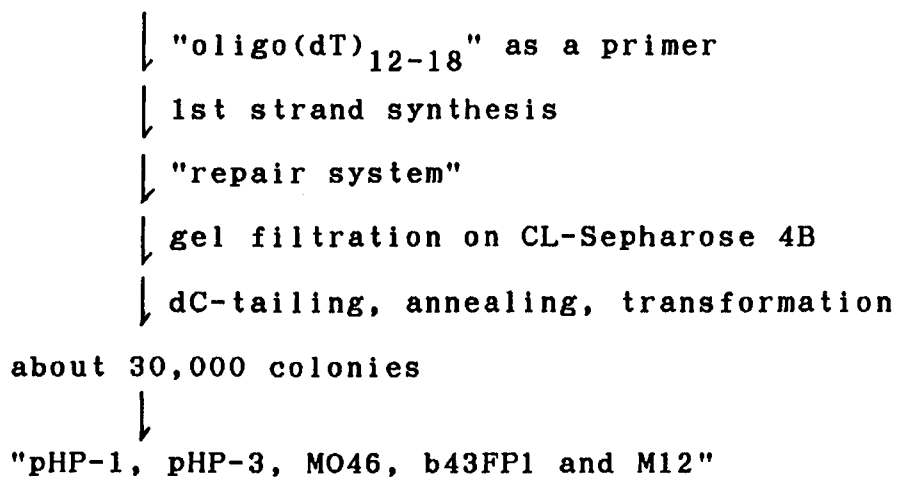 "oligo(dT)12-18" as a primer
1st strand synthesis
"repair system"
gel filtration on CL-Sepharose 4B
dC-tailing, annealing, transformation
about 30,000 colonies
"pHP-1, pHP-3, MO46, b43FP1 and M12"